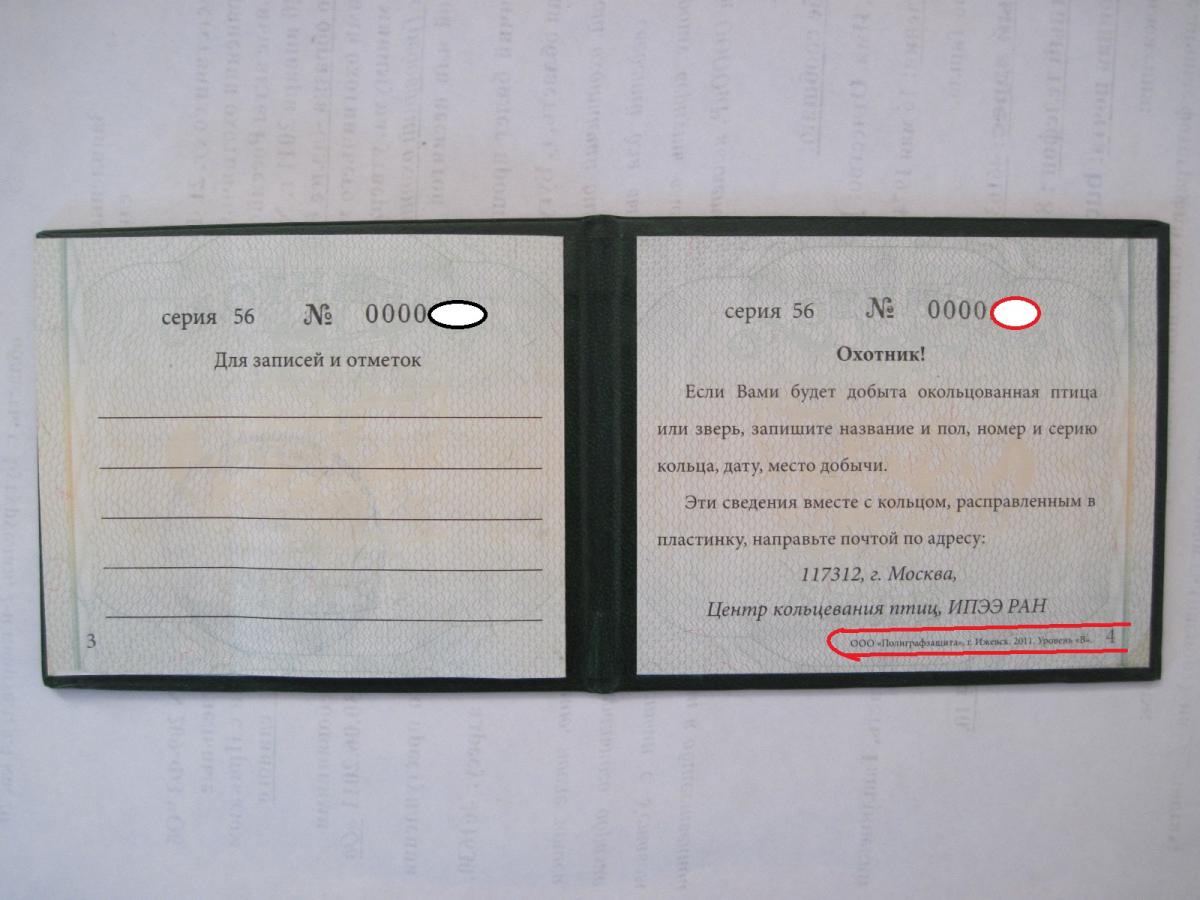 серия 56 № 0000
Для записей и отметок
3
серия 56 № 0000
Охотник!
Если Вами будет добыта окольцованная птица
или зверь, запишите название и пол, номер и серию
кольца, дату, место добычи.
Эти сведения вместе с кольцом, расправленным в
пластинку, направьте почтой по адресу:
117312, г. Москва,
Центр кольцевания птиц, ИПЭЭ РАН
ООО «Полиграфзащита», г. Ижевск. 2011. Уровень «В». 4